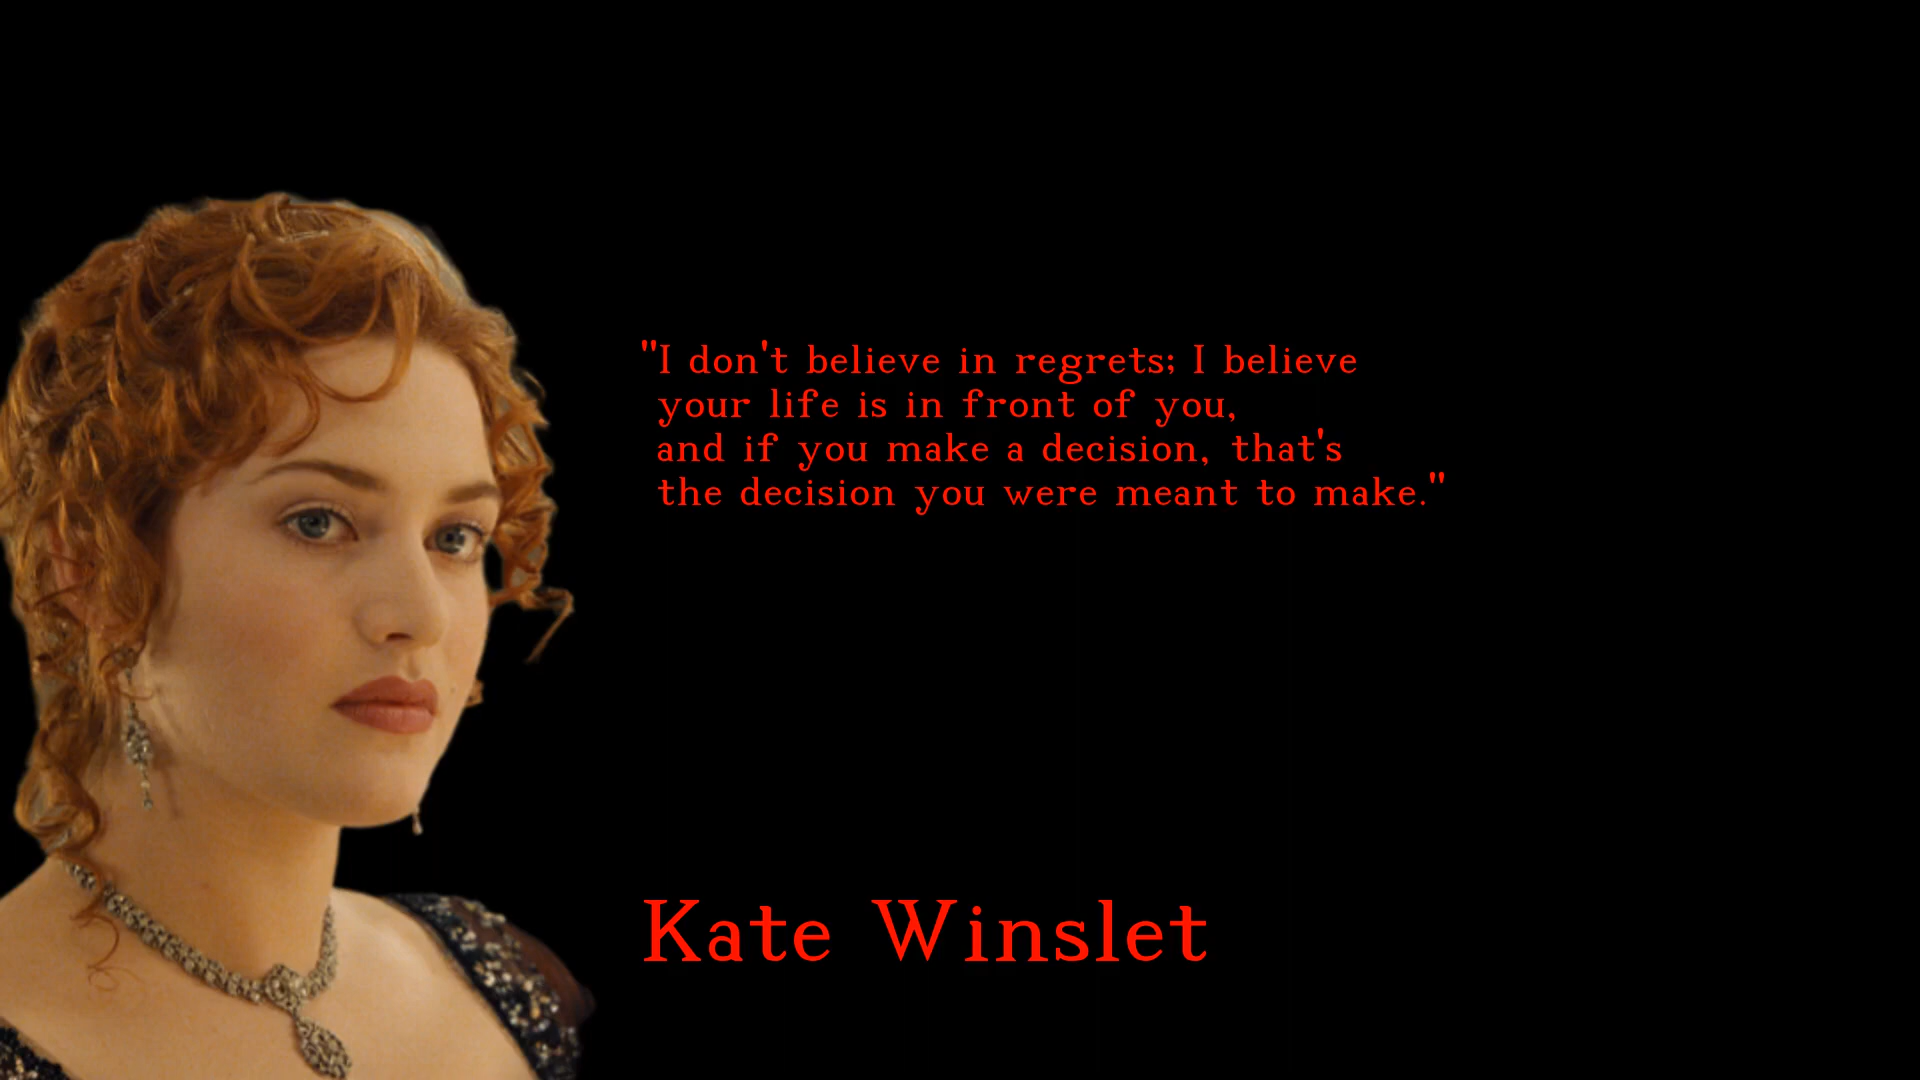 "I don't believe in regrets; I believe
your life is in front of you,
and if you make a decision, that's
the decision you were meant to make."
Kate Winslet